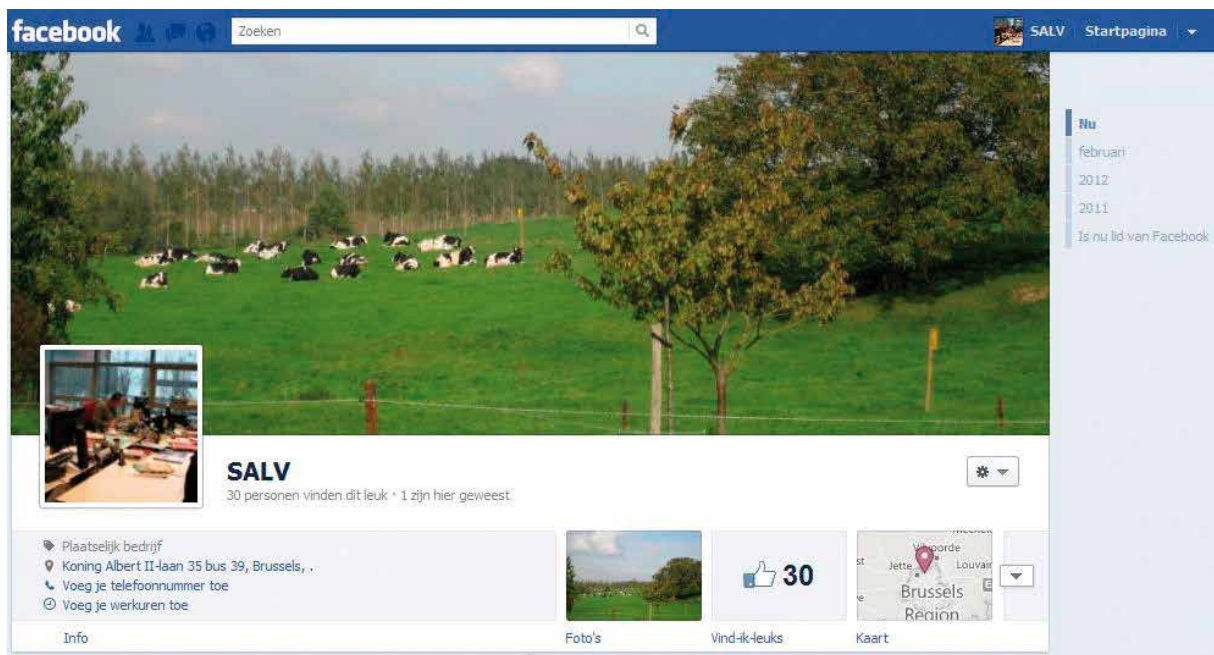 facebook
Zoeken
SALV
Startpagina
Nu
februari
2012
2011
Is nu lid van Facebook
SALV
30 personen vinden dit leuk · 1 zijn hier geweest
Plaatselijk bedrijf
Koning Albert II-laan 35 bus 39, Brussels, .
Voeg je telefoonnummer toe
Voeg je werkuren toe
Info
Foto's
30
Vind-ik-leuks
Jette
Louvain
Brussels
Region
Kaart